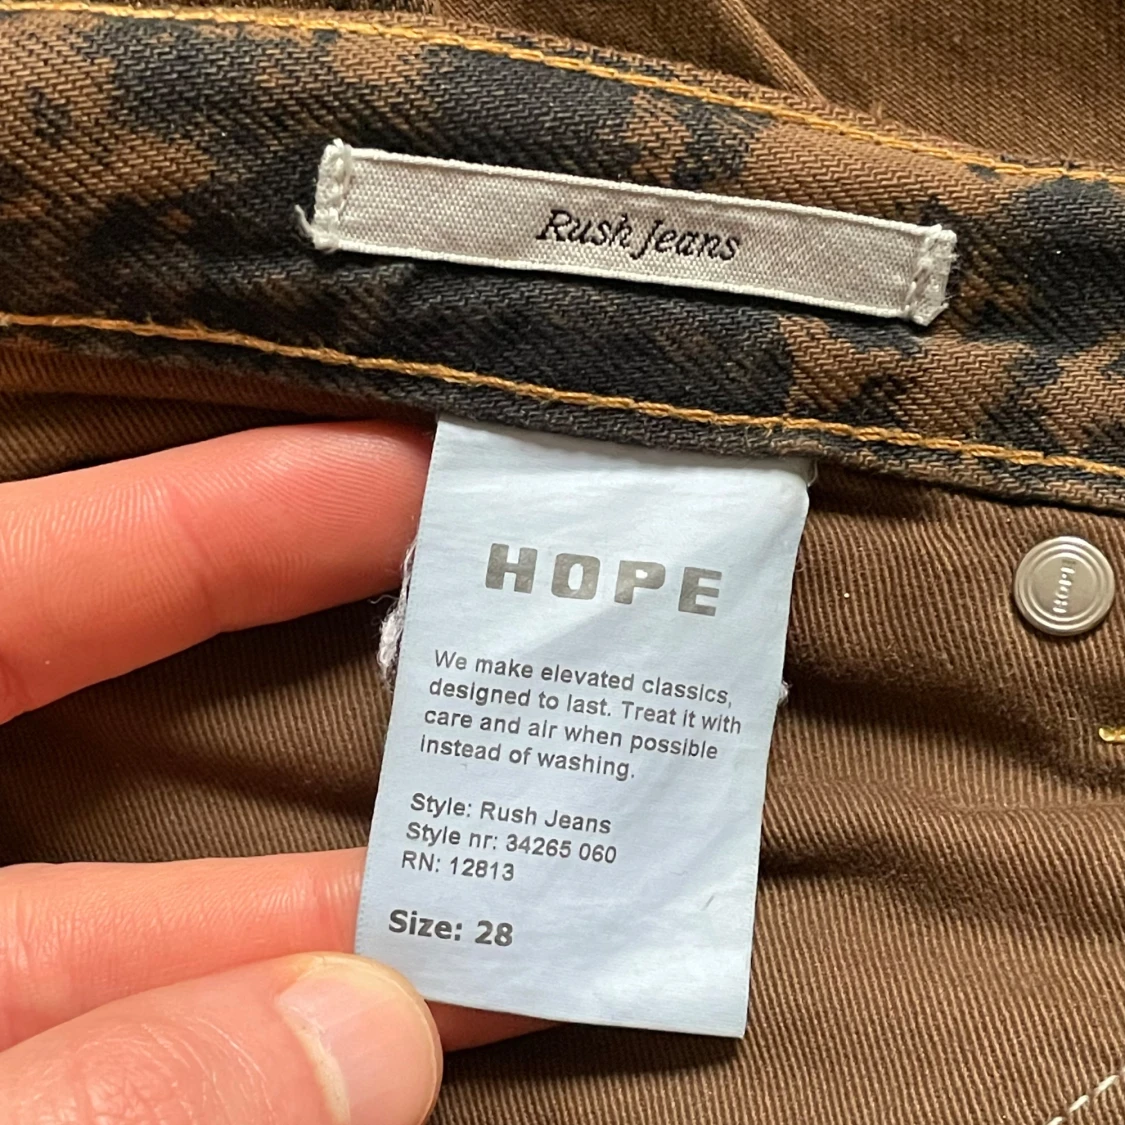 Rush Jeans
HOPE
We make elevated classics,
designed to last. Treat it with
care and air when possible
instead of washing.
Style: Rush Jeans
Style nr: 34265 060
RN: 12813
Size: 28
HOPE